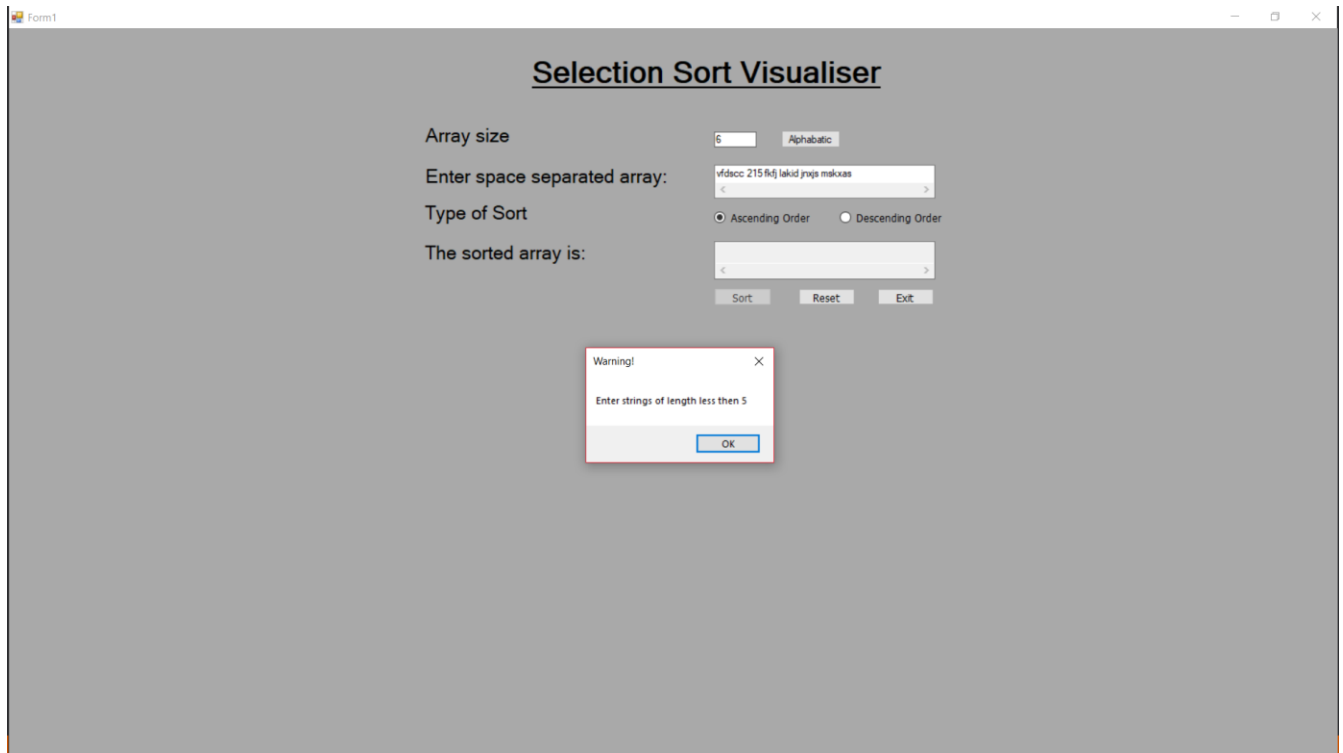 Form1
Selection Sort Visualiser
Array size
6
Alphabatic
Enter space separated array:
vfdscc 215 fkfj lakid jnxjs mskxas
Type of Sort
Ascending Order
Descending Order
The sorted array is:
Sort
Reset
Exit
Warning!
Enter strings of length less then 5
OK